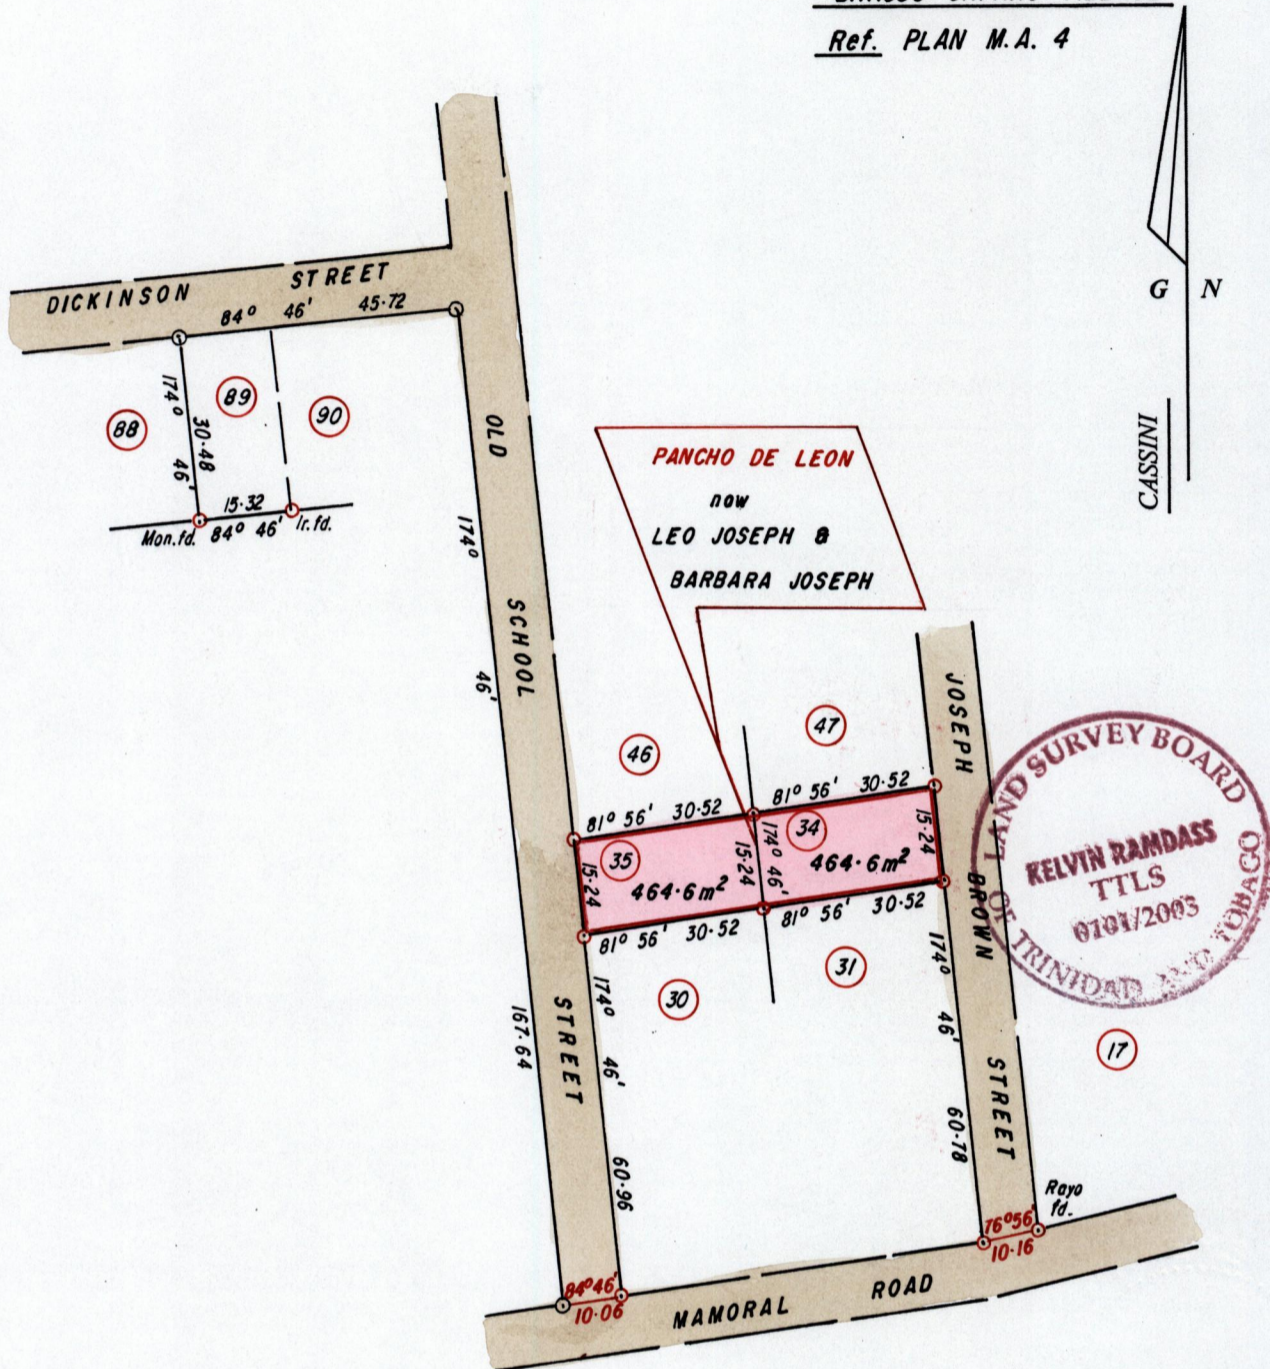 Ref. PLAN M.A. 4
G N
CASSINI
DICKINSON STREET
84° 46' 45·72
88
174° 46'
30·48
89
90
15·32
Mon.fd. 84° 46' Ir.fd.
OLD SCHOOL STREET
174° 46' 167·64
PANCHO DE LEON
now
LEO JOSEPH &
BARBARA JOSEPH
46
47
81° 56' 30·52
81° 56' 30·52
35
34
15·24
464·6 m²
15·24
174° 46'
464·6 m²
15·24
81° 56' 30·52
81° 56' 30·52
30
31
174° 46' 60·96
174° 46' 60·78
JOSEPH BROWN STREET
LAND SURVEY BOARD
OF TRINIDAD AND TOBAGO
KELVIN RAMDASS
TTLS
0101/2003
17
Rayo
fd.
76°56'
10·16
84°46'
10·06
MAMORAL ROAD